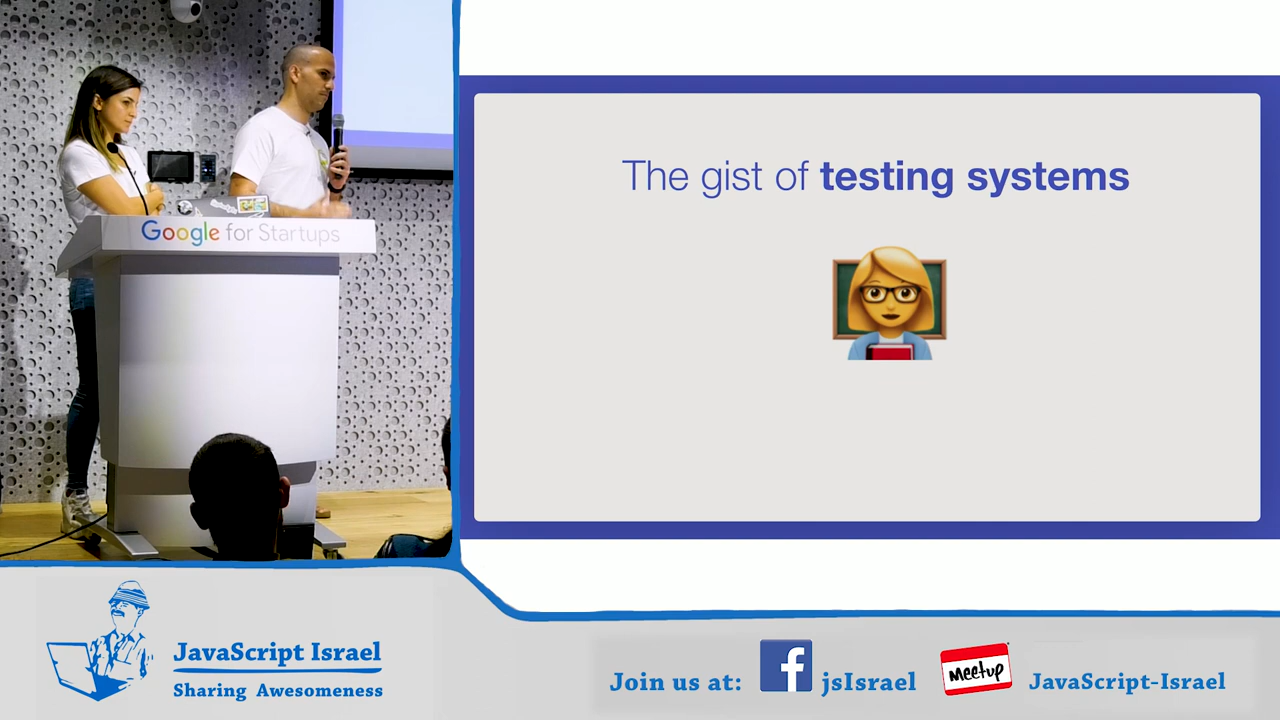 Google for Startups
The gist of testing systems
JavaScript Israel
Sharing Awesomeness
Join us at:
jsIsrael
Meetup
JavaScript-Israel